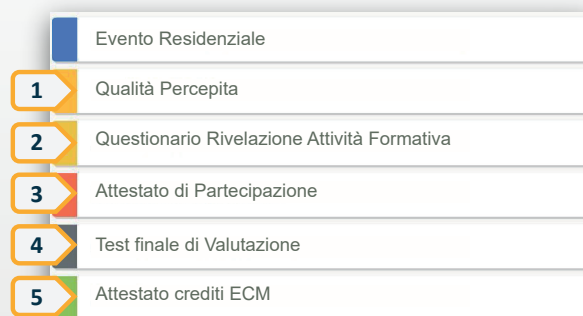 Evento Residenziale
1 Qualità Percepita
2 Questionario Rivelazione Attività Formativa
3 Attestato di Partecipazione
4 Test finale di Valutazione
5 Attestato crediti ECM